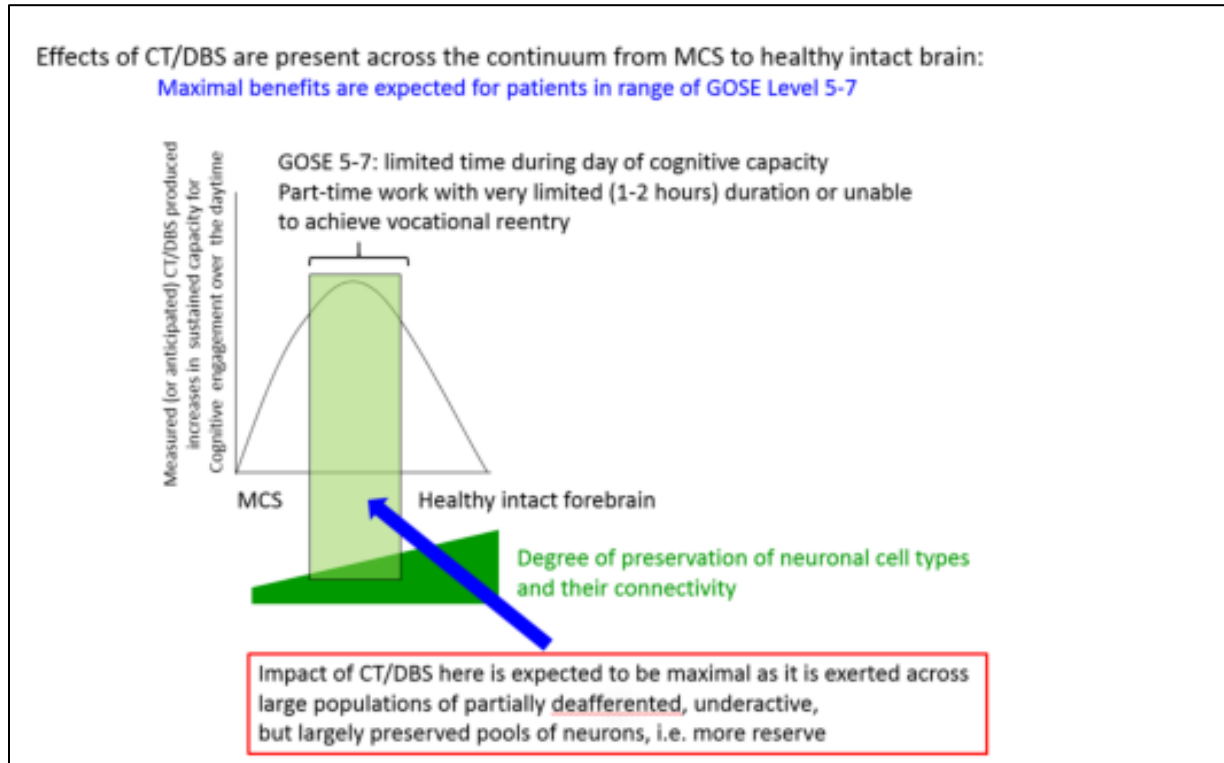 Effects of CT/DBS are present across the continuum from MCS to healthy intact brain:
Maximal benefits are expected for patients in range of GOSE Level 5-7
GOSE 5-7: limited time during day of cognitive capacity
Part-time work with very limited (1-2 hours) duration or unable
to achieve vocational reentry
Measured (or anticipated) CT/DBS produced
increases in sustained capacity for
Cognitive engagement over the daytime
MCS
Healthy intact forebrain
Degree of preservation of neuronal cell types
and their connectivity
Impact of CT/DBS here is expected to be maximal as it is exerted across
large populations of partially deafferented, underactive,
but largely preserved pools of neurons, i.e. more reserve